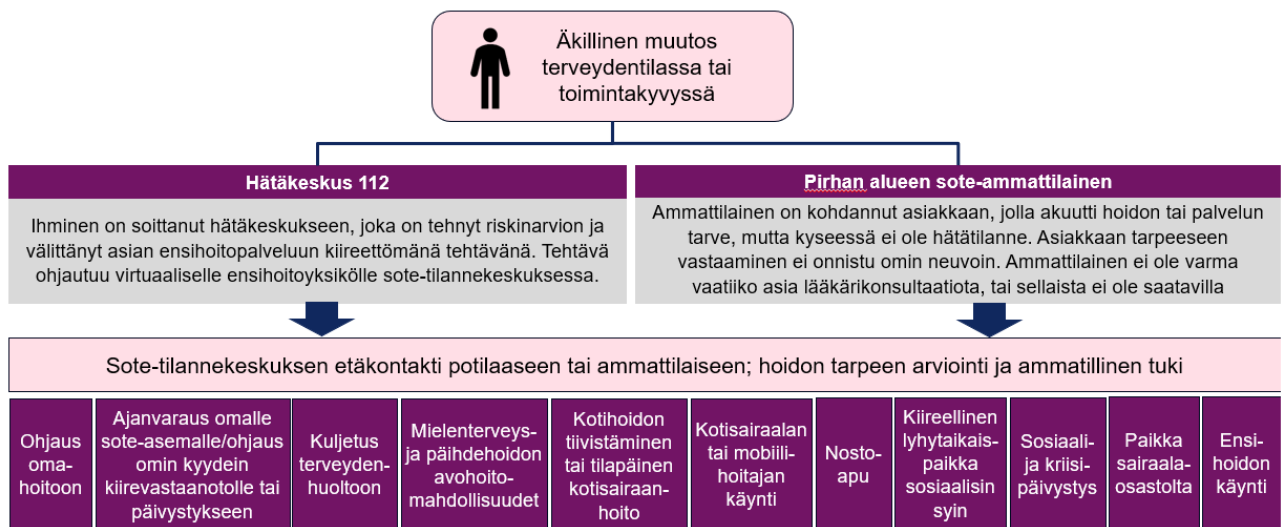 Äkillinen muutos
terveydentilassa tai
toimintakyvyssä
Hätäkeskus 112
Ihminen on soittanut hätäkeskukseen, joka on tehnyt riskinarvion ja
välittänyt asian ensihoitopalveluun kiireettömänä tehtävänä. Tehtävä
ohjautuu virtuaaliselle ensihoitoyksikölle sote-tilannekeskuksessa.
Pirhan alueen sote-ammattilainen
Ammattilainen on kohdannut asiakkaan, jolla akuutti hoidon tai palvelun
tarve, mutta kyseessä ei ole hätätilanne. Asiakkaan tarpeeseen
vastaaminen ei onnistu omin neuvoin. Ammattilainen ei ole varma
vaatiiko asia lääkärikonsultaatiota, tai sellaista ei ole saatavilla
Sote-tilannekeskuksen etäkontakti potilaaseen tai ammattilaiseen; hoidon tarpeen arviointi ja ammatillinen tuki
Ohjaus
oma-
hoitoon
Ajanvaraus omalle
sote-asemalle/ohjaus
omin kyydein
kiirevastaanotolle tai
päivystykseen
Kuljetus
terveyden-
huoltoon
Mielenterveys-
ja päihdehoidon
avohoito-
mahdollisuudet
Kotihoidon
tiivistäminen
tai tilapäinen
kotisairaan-
hoito
Kotisairaalan
tai mobiili-
hoitajan
käynti
Nosto-
apu
Kiireellinen
lyhytaikais-
paikka
sosiaalisin
syin
Sosiaali-
ja kriisi-
päivystys
Paikka
sairaala-
osastolta
Ensi-
hoidon
käynti